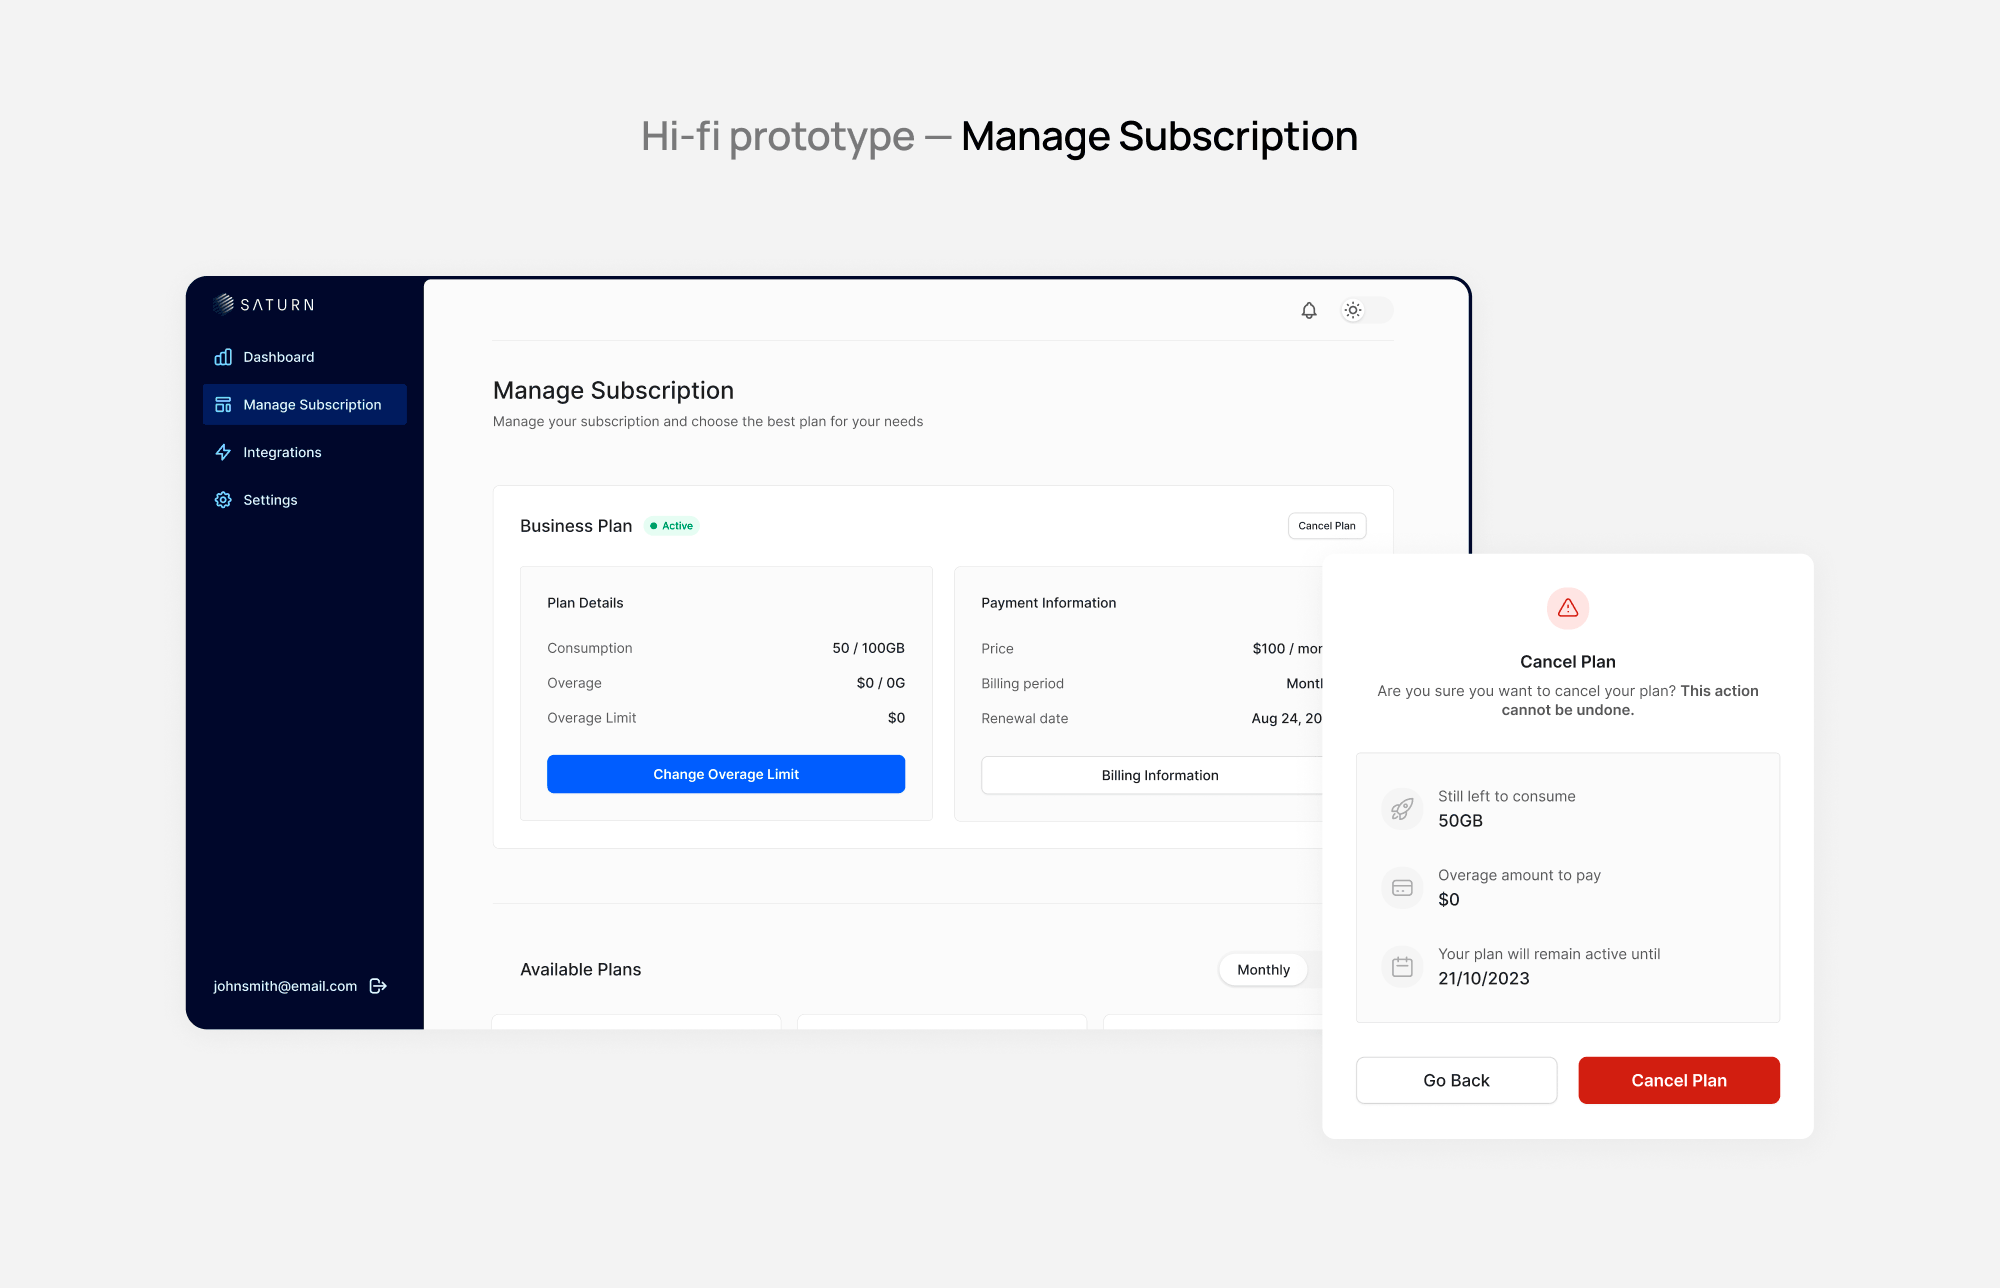 Hi-fi prototype — Manage Subscription
SATURN
Dashboard
Manage Subscription
Integrations
Settings
johnsmith@email.com
Manage Subscription
Manage your subscription and choose the best plan for your needs
Business Plan
Active
Cancel Plan
Plan Details
Consumption 50 / 100GB
Overage $0 / 0G
Overage Limit $0
Change Overage Limit
Payment Information
Price $100 /
Billing period
Renewal date Aug 24,
Billing Information
Available Plans
Monthly
Cancel Plan
Are you sure you want to cancel your plan? This action
cannot be undone.
Still left to consume
50GB
Overage amount to pay
$0
Your plan will remain active until
21/10/2023
Go Back
Cancel Plan